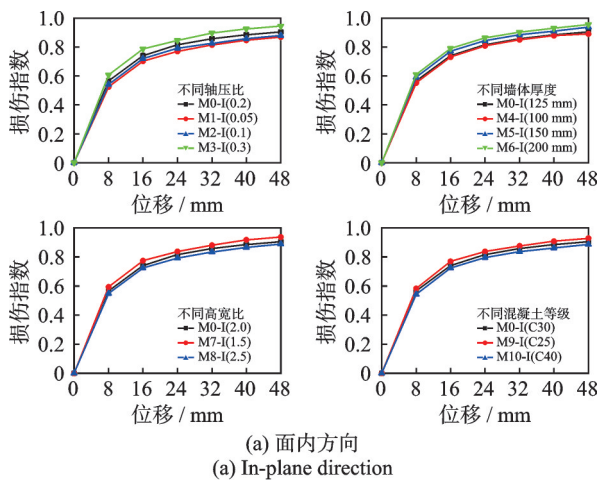 损伤指数
1.0
0.8
0.6
0.4
0.2
0
不同轴压比
M0-I(0.2)
M1-I(0.05)
M2-I(0.1)
M3-I(0.3)
0 8 16 24 32 40 48
位移 / mm
损伤指数
1.0
0.8
0.6
0.4
0.2
0
不同墙体厚度
M0-I(125 mm)
M4-I(100 mm)
M5-I(150 mm)
M6-I(200 mm)
0 8 16 24 32 40 48
位移 / mm
损伤指数
1.0
0.8
0.6
0.4
0.2
0
不同高宽比
M0-I(2.0)
M7-I(1.5)
M8-I(2.5)
0 8 16 24 32 40 48
位移 / mm
损伤指数
1.0
0.8
0.6
0.4
0.2
0
不同混凝土等级
M0-I(C30)
M9-I(C25)
M10-I(C40)
0 8 16 24 32 40 48
位移 / mm
(a) 面内方向
(a) In-plane direction